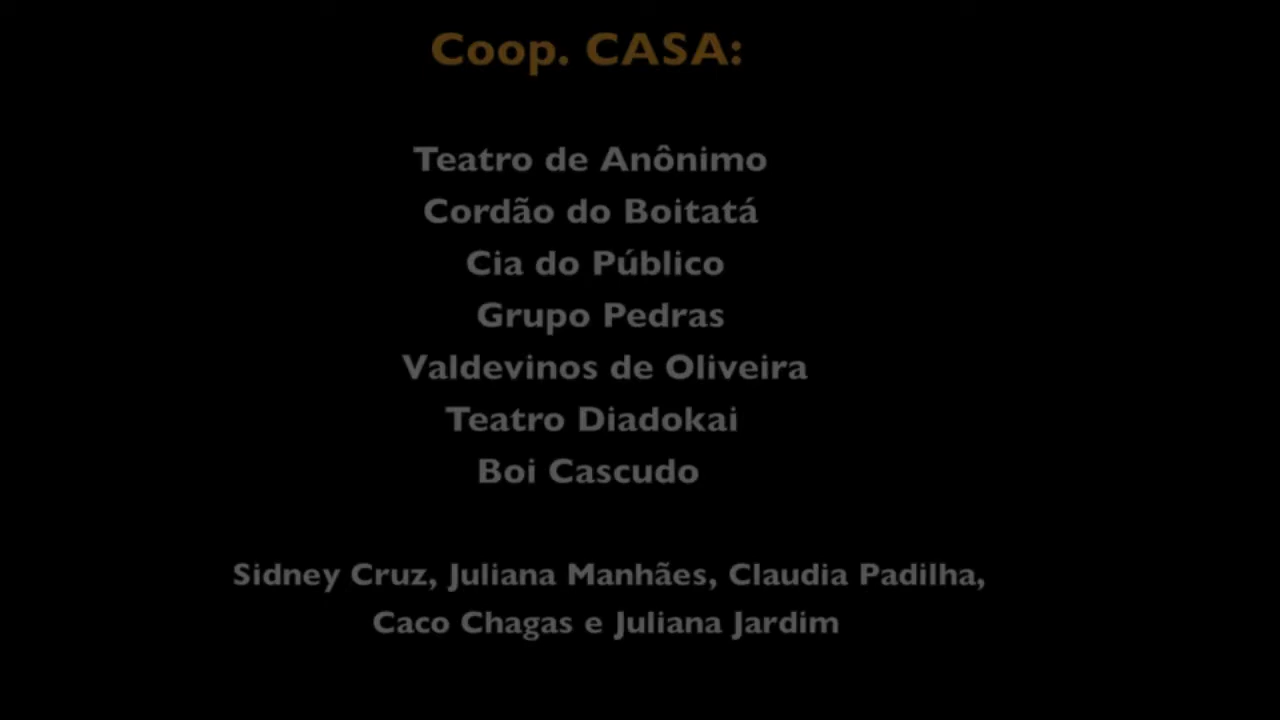 Coop. CASA:
Teatro de Anônimo
Cordão do Boitatá
Cia do Público
Grupo Pedras
Valdevinos de Oliveira
Teatro Diadokai
Boi Cascudo
Sidney Cruz, Juliana Manhães, Claudia Padilha,
Caco Chagas e Juliana Jardim